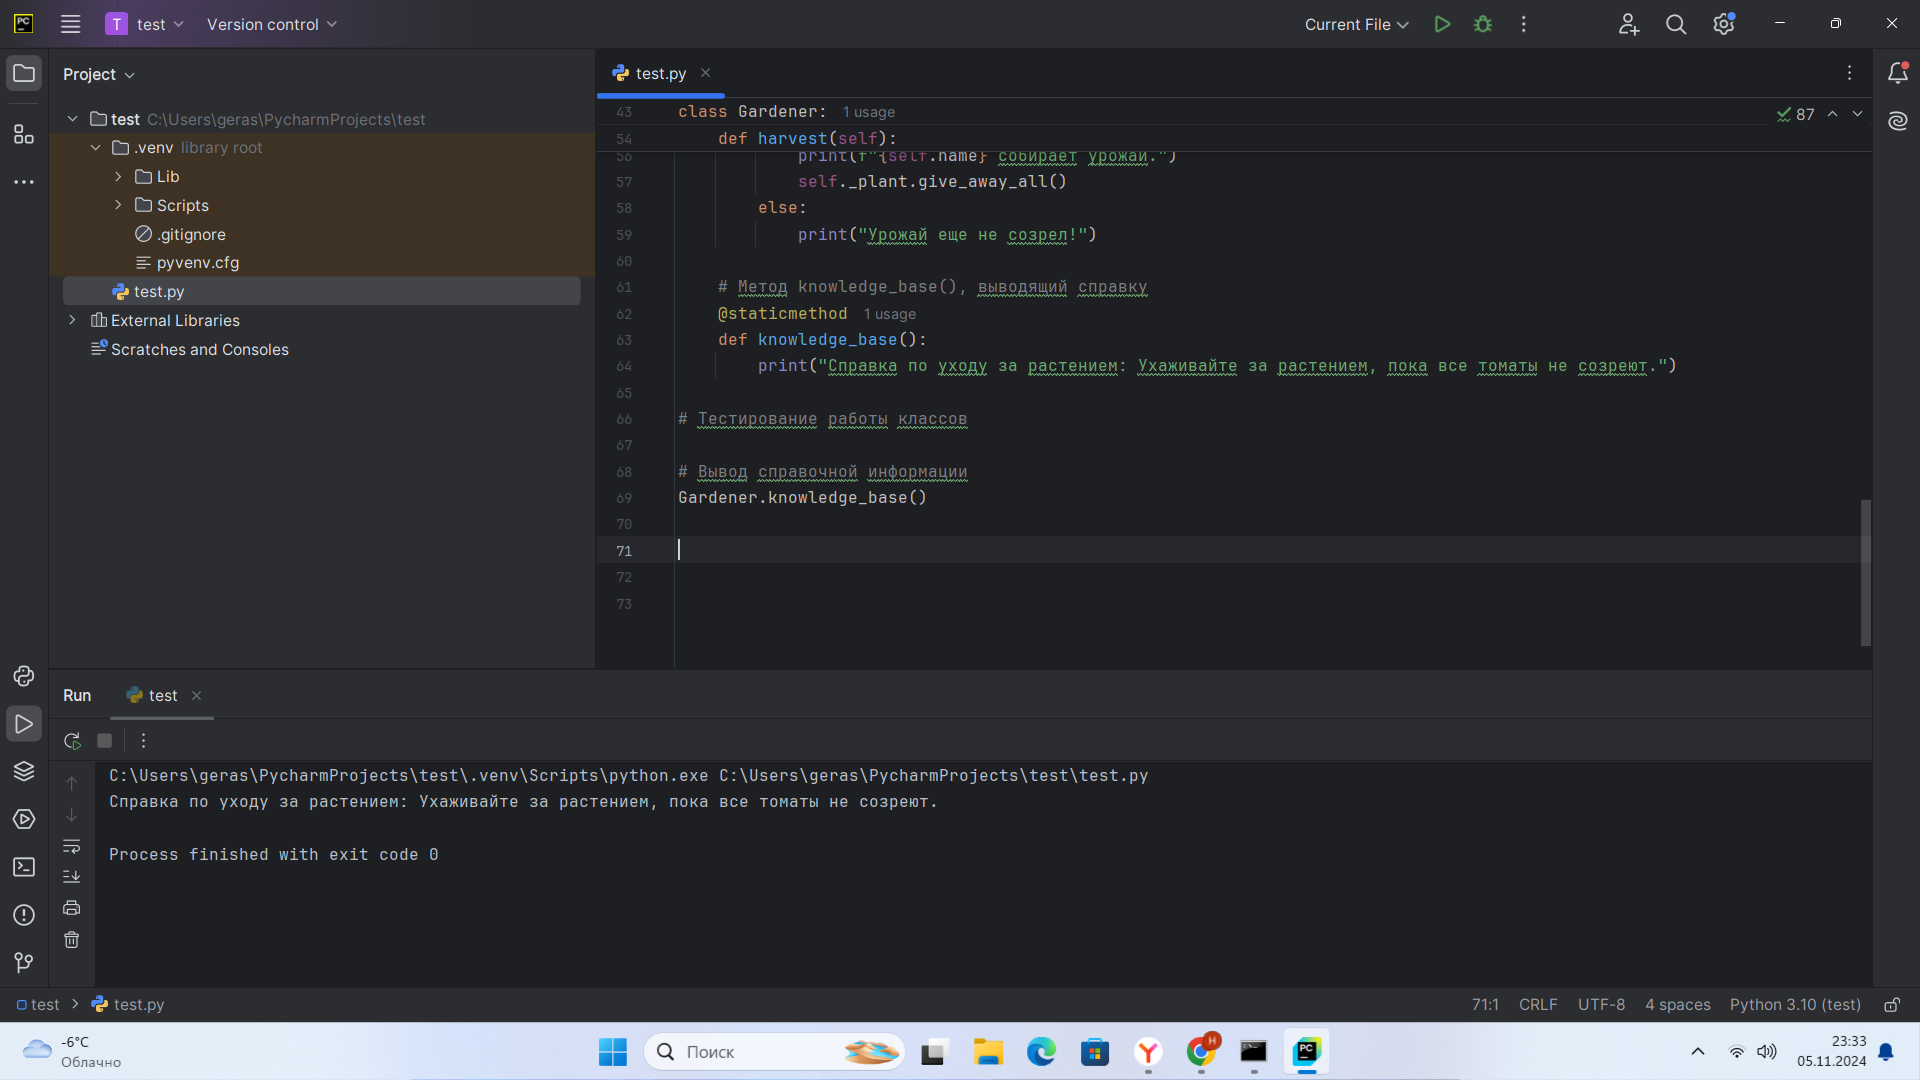 PC T test Version control Current File
Project
test C:\Users\geras\PycharmProjects\test
.venv library root
Lib
Scripts
.gitignore
pyvenv.cfg
test.py
External Libraries
Scratches and Consoles
test.py
43 class Gardener: 1 usage
87
54 def harvest(self):
56 print(f"{self.name} собирает урожай.")
57 self._plant.give_away_all()
58 else:
59 print("Урожай еще не созрел!")
60
61 # Метод knowledge_base(), выводящий справку
62 @staticmethod 1 usage
63 def knowledge_base():
64 print("Справка по уходу за растением: Ухаживайте за растением, пока все томаты не созреют.")
65
66 # Тестирование работы классов
67
68 # Вывод справочной информации
69 Gardener.knowledge_base()
70
71
72
73
Run test
C:\Users\geras\PycharmProjects\test\.venv\Scripts\python.exe C:\Users\geras\PycharmProjects\test\test.py
Справка по уходу за растением: Ухаживайте за растением, пока все томаты не созреют.
Process finished with exit code 0
test test.py
71:1 CRLF UTF-8 4 spaces Python 3.10 (test)
-6°C
Облачно
Поиск
H
PC
23:33
05.11.2024